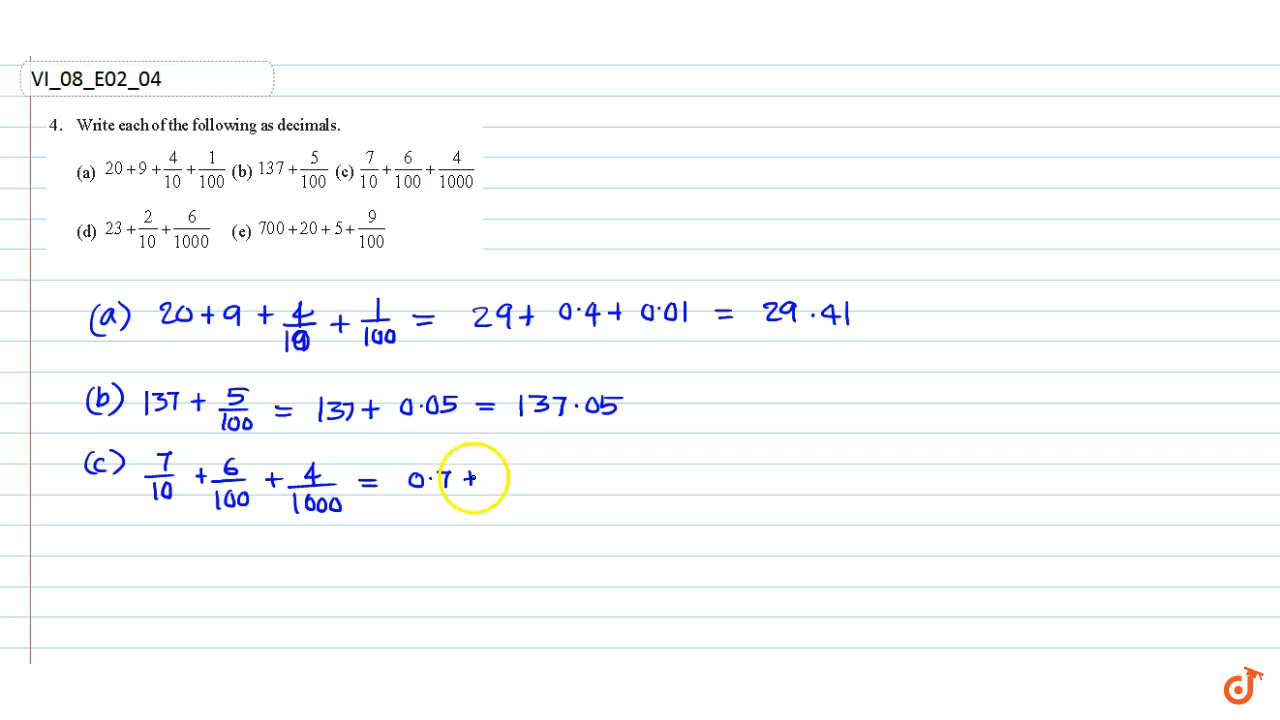 VI_08_E02_04
4. Write each of the following as decimals.
(a) 20 + 9 + 4/10 + 1/100 (b) 137 + 5/100 (c) 7/10 + 6/100 + 4/1000
(d) 23 + 2/10 + 6/1000 (e) 700 + 20 + 5 + 9/100
(a) 20 + 9 + 4/10 + 1/100 = 29 + 0.4 + 0.01 = 29.41
(b) 137 + 5/100 = 137 + 0.05 = 137.05
(c) 7/10 + 6/100 + 4/1000 = 0.7 +